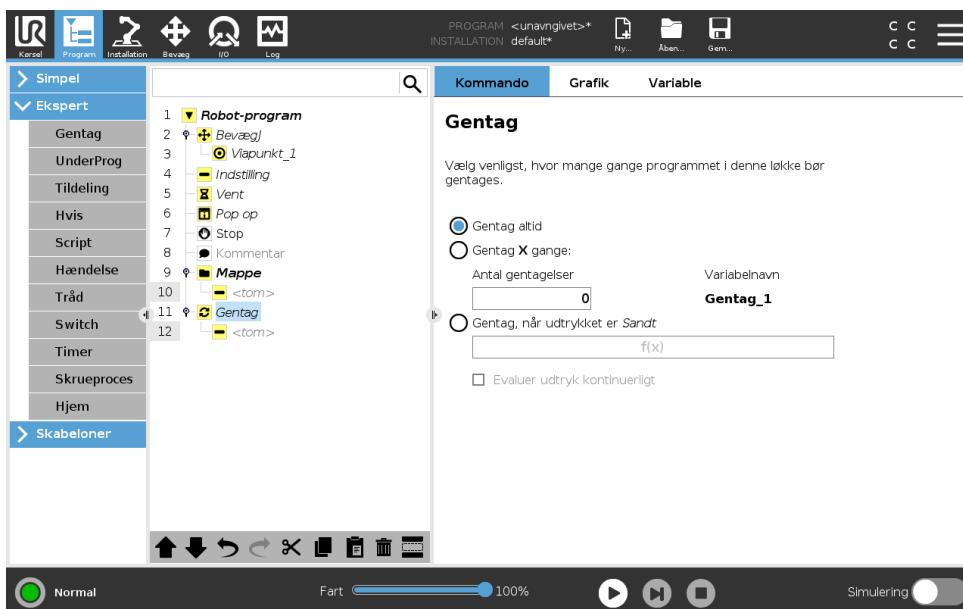 PROGRAM <unavngivet>*
INSTALLATION default*
UR
Kørsel
Program
Installation
Bevæg
I/O
Log
Ny...
Åben...
Gem...
C C
C C
Simpel
Ekspert
Gentag
UnderProg
Tildeling
Hvis
Script
Hændelse
Tråd
Switch
Timer
Skrueproces
Hjem
Skabeloner
1 Robot-program
2 BevægJ
3 Viapunkt_1
4 Indstilling
5 Vent
6 Pop op
7 Stop
8 Kommentar
9 Mappe
10 <tom>
11 Gentag
12 <tom>
Kommando
Grafik
Variable
Gentag
Vælg venligst, hvor mange gange programmet i denne løkke bør
gentages.
Gentag altid
Gentag X gange:
Antal gentagelser
Variabelnavn
0
Gentag_1
Gentag, når udtrykket er Sandt
f(x)
Evaluer udtryk kontinuerligt
Normal
Fart
100%
Simulering